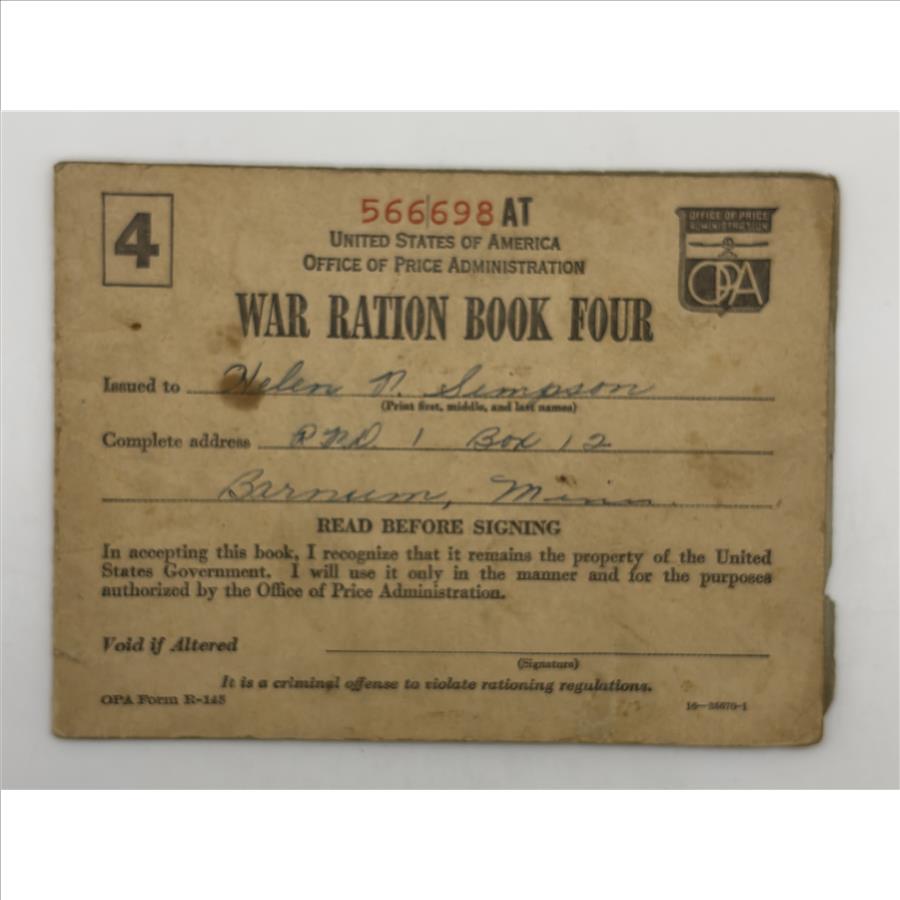 4
566698 AT
UNITED STATES OF AMERICA
OFFICE OF PRICE ADMINISTRATION
OFFICE OF PRICE
ADMINISTRATION
OPA
WAR RATION BOOK FOUR
Issued to Helen P. Simpson
(Print first, middle, and last names)
Complete address RFD 1 Box 12
Barnum, Minn.
READ BEFORE SIGNING
In accepting this book, I recognize that it remains the property of the United
States Government. I will use it only in the manner and for the purposes
authorized by the Office of Price Administration.
Void if Altered
(Signature)
It is a criminal offense to violate rationing regulations.
OPA Form R-145
16—35570-1